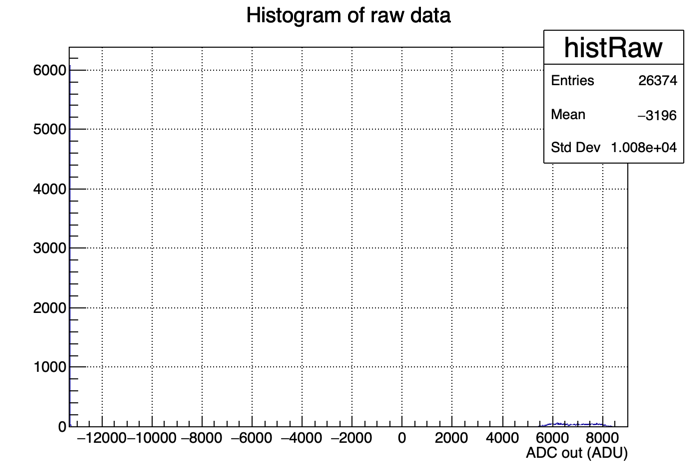 Histogram of raw data
histRaw
Entries 26374
Mean −3196
Std Dev 1.008e+04
6000
5000
4000
3000
2000
1000
0
−12000 −10000 −8000 −6000 −4000 −2000 0 2000 4000 6000 8000
ADC out (ADU)